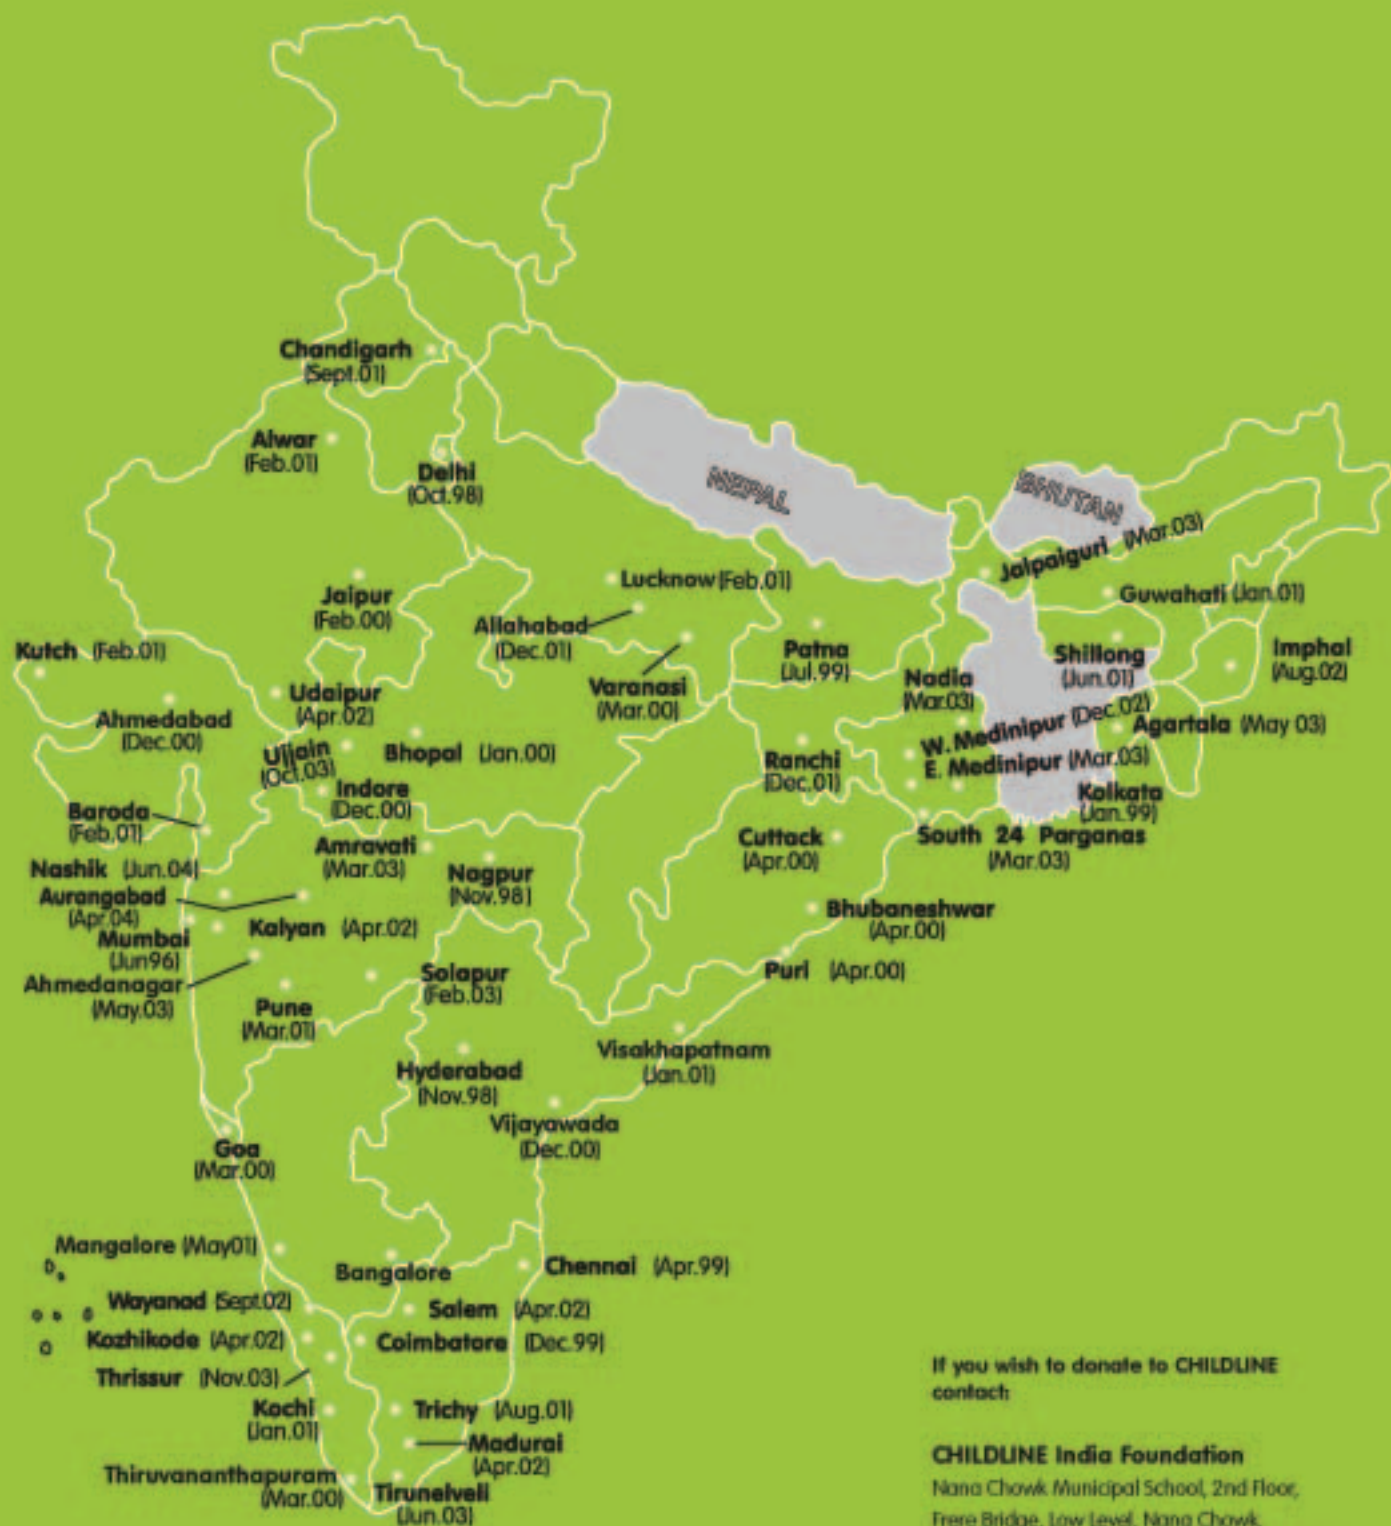 Chandigarh
(Sept.01)
Alwar
(Feb.01)
Delhi
(Oct.98)
NEPAL
BHUTAN
Jalpaiguri (Mar.03)
Lucknow (Feb.01)
Guwahati (Jan.01)
Jaipur
(Feb.00)
Allahabad
(Dec.01)
Kutch (Feb.01)
Patna
(Jul.99)
Shillong
(Jun.01)
Imphal
(Aug.02)
Varanasi
(Mar.00)
Nadia
(Mar.03)
Udaipur
(Apr.02)
Ahmedabad
(Dec.00)
W. Medinipur (Dec.02)
Agartala (May 03)
Ujjain
(Oct.03)
Bhopal (Jan.00)
E. Medinipur (Mar.03)
Ranchi
(Dec.01)
Indore
(Dec.00)
Kolkata
(Jan.99)
Baroda
(Feb.01)
South 24 Parganas
(Mar.03)
Cuttack
(Apr.00)
Amravati
(Mar.03)
Nashik (Jun.04)
Nagpur
(Nov.98)
Aurangabad
(Apr.04)
Bhubaneshwar
(Apr.00)
Kalyan (Apr.02)
Mumbai
(Jun96)
Puri (Apr.00)
Solapur
(Feb.03)
Ahmedanagar
(May.03)
Pune
(Mar.01)
Visakhapatnam
(Jan.01)
Hyderabad
(Nov.98)
Vijayawada
(Dec.00)
Goa
(Mar.00)
Mangalore (May01)
Bangalore
Chennai (Apr.99)
Wayanad (Sept.02)
Salem (Apr.02)
Kozhikode (Apr.02)
Coimbatore (Dec.99)
Thrissur (Nov.03)
Kochi
(Jan.01)
Trichy (Aug.01)
Madurai
(Apr.02)
Thiruvananthapuram
(Mar.00)
Tirunelveli
(Jun.03)
If you wish to donate to CHILDLINE
contact:
CHILDLINE India Foundation
Nana Chowk Municipal School, 2nd Floor,
Frere Bridge, Low Level, Nana Chowk,